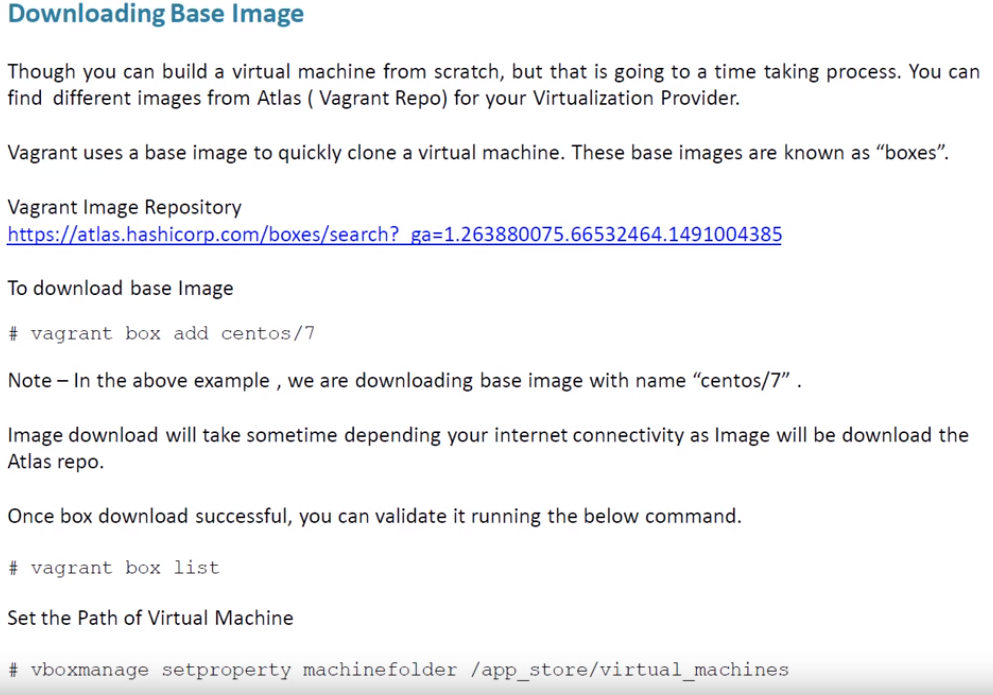 Downloading Base Image
Though you can build a virtual machine from scratch, but that is going to a time taking process. You can
find different images from Atlas ( Vagrant Repo) for your Virtualization Provider.
Vagrant uses a base image to quickly clone a virtual machine. These base images are known as “boxes”.
Vagrant Image Repository
https://atlas.hashicorp.com/boxes/search?_ga=1.263880075.66532464.1491004385
To download base Image
# vagrant box add centos/7
Note – In the above example , we are downloading base image with name “centos/7” .
Image download will take sometime depending your internet connectivity as Image will be download the
Atlas repo.
Once box download successful, you can validate it running the below command.
# vagrant box list
Set the Path of Virtual Machine
# vboxmanage setproperty machinefolder /app_store/virtual_machines